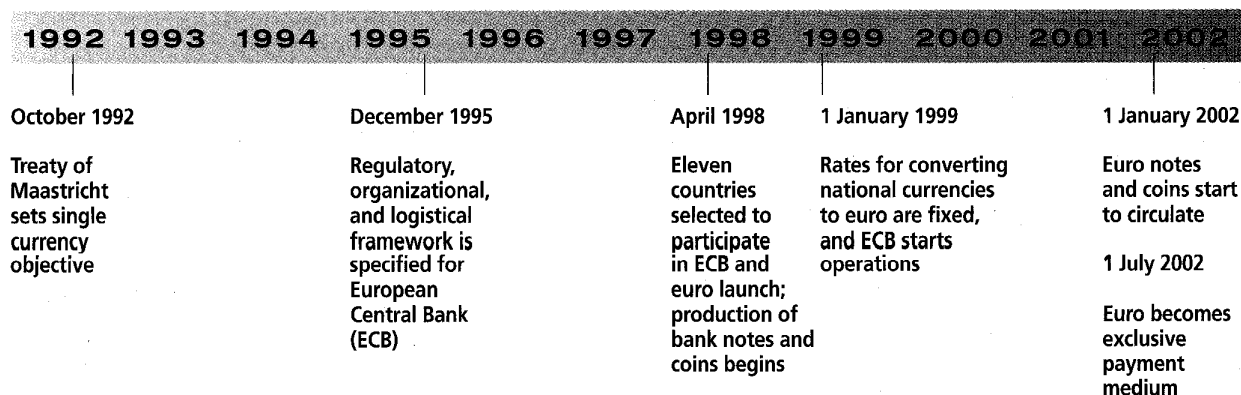 1992 1993 1994 1995 1996 1997 1998 1999 2000 2001 2002
October 1992
Treaty of
Maastricht
sets single
currency
objective
December 1995
Regulatory,
organizational,
and logistical
framework is
specified for
European
Central Bank
(ECB)
April 1998
Eleven
countries
selected to
participate
in ECB and
euro launch;
production of
bank notes and
coins begins
1 January 1999
Rates for converting
national currencies
to euro are fixed,
and ECB starts
operations
1 January 2002
Euro notes
and coins start
to circulate
1 July 2002
Euro becomes
exclusive
payment
medium